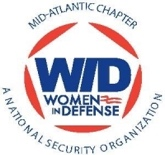 MID-ATLANTIC CHAPTER
WID
WOMEN
IN DEFENSE
A NATIONAL SECURITY ORGANIZATION